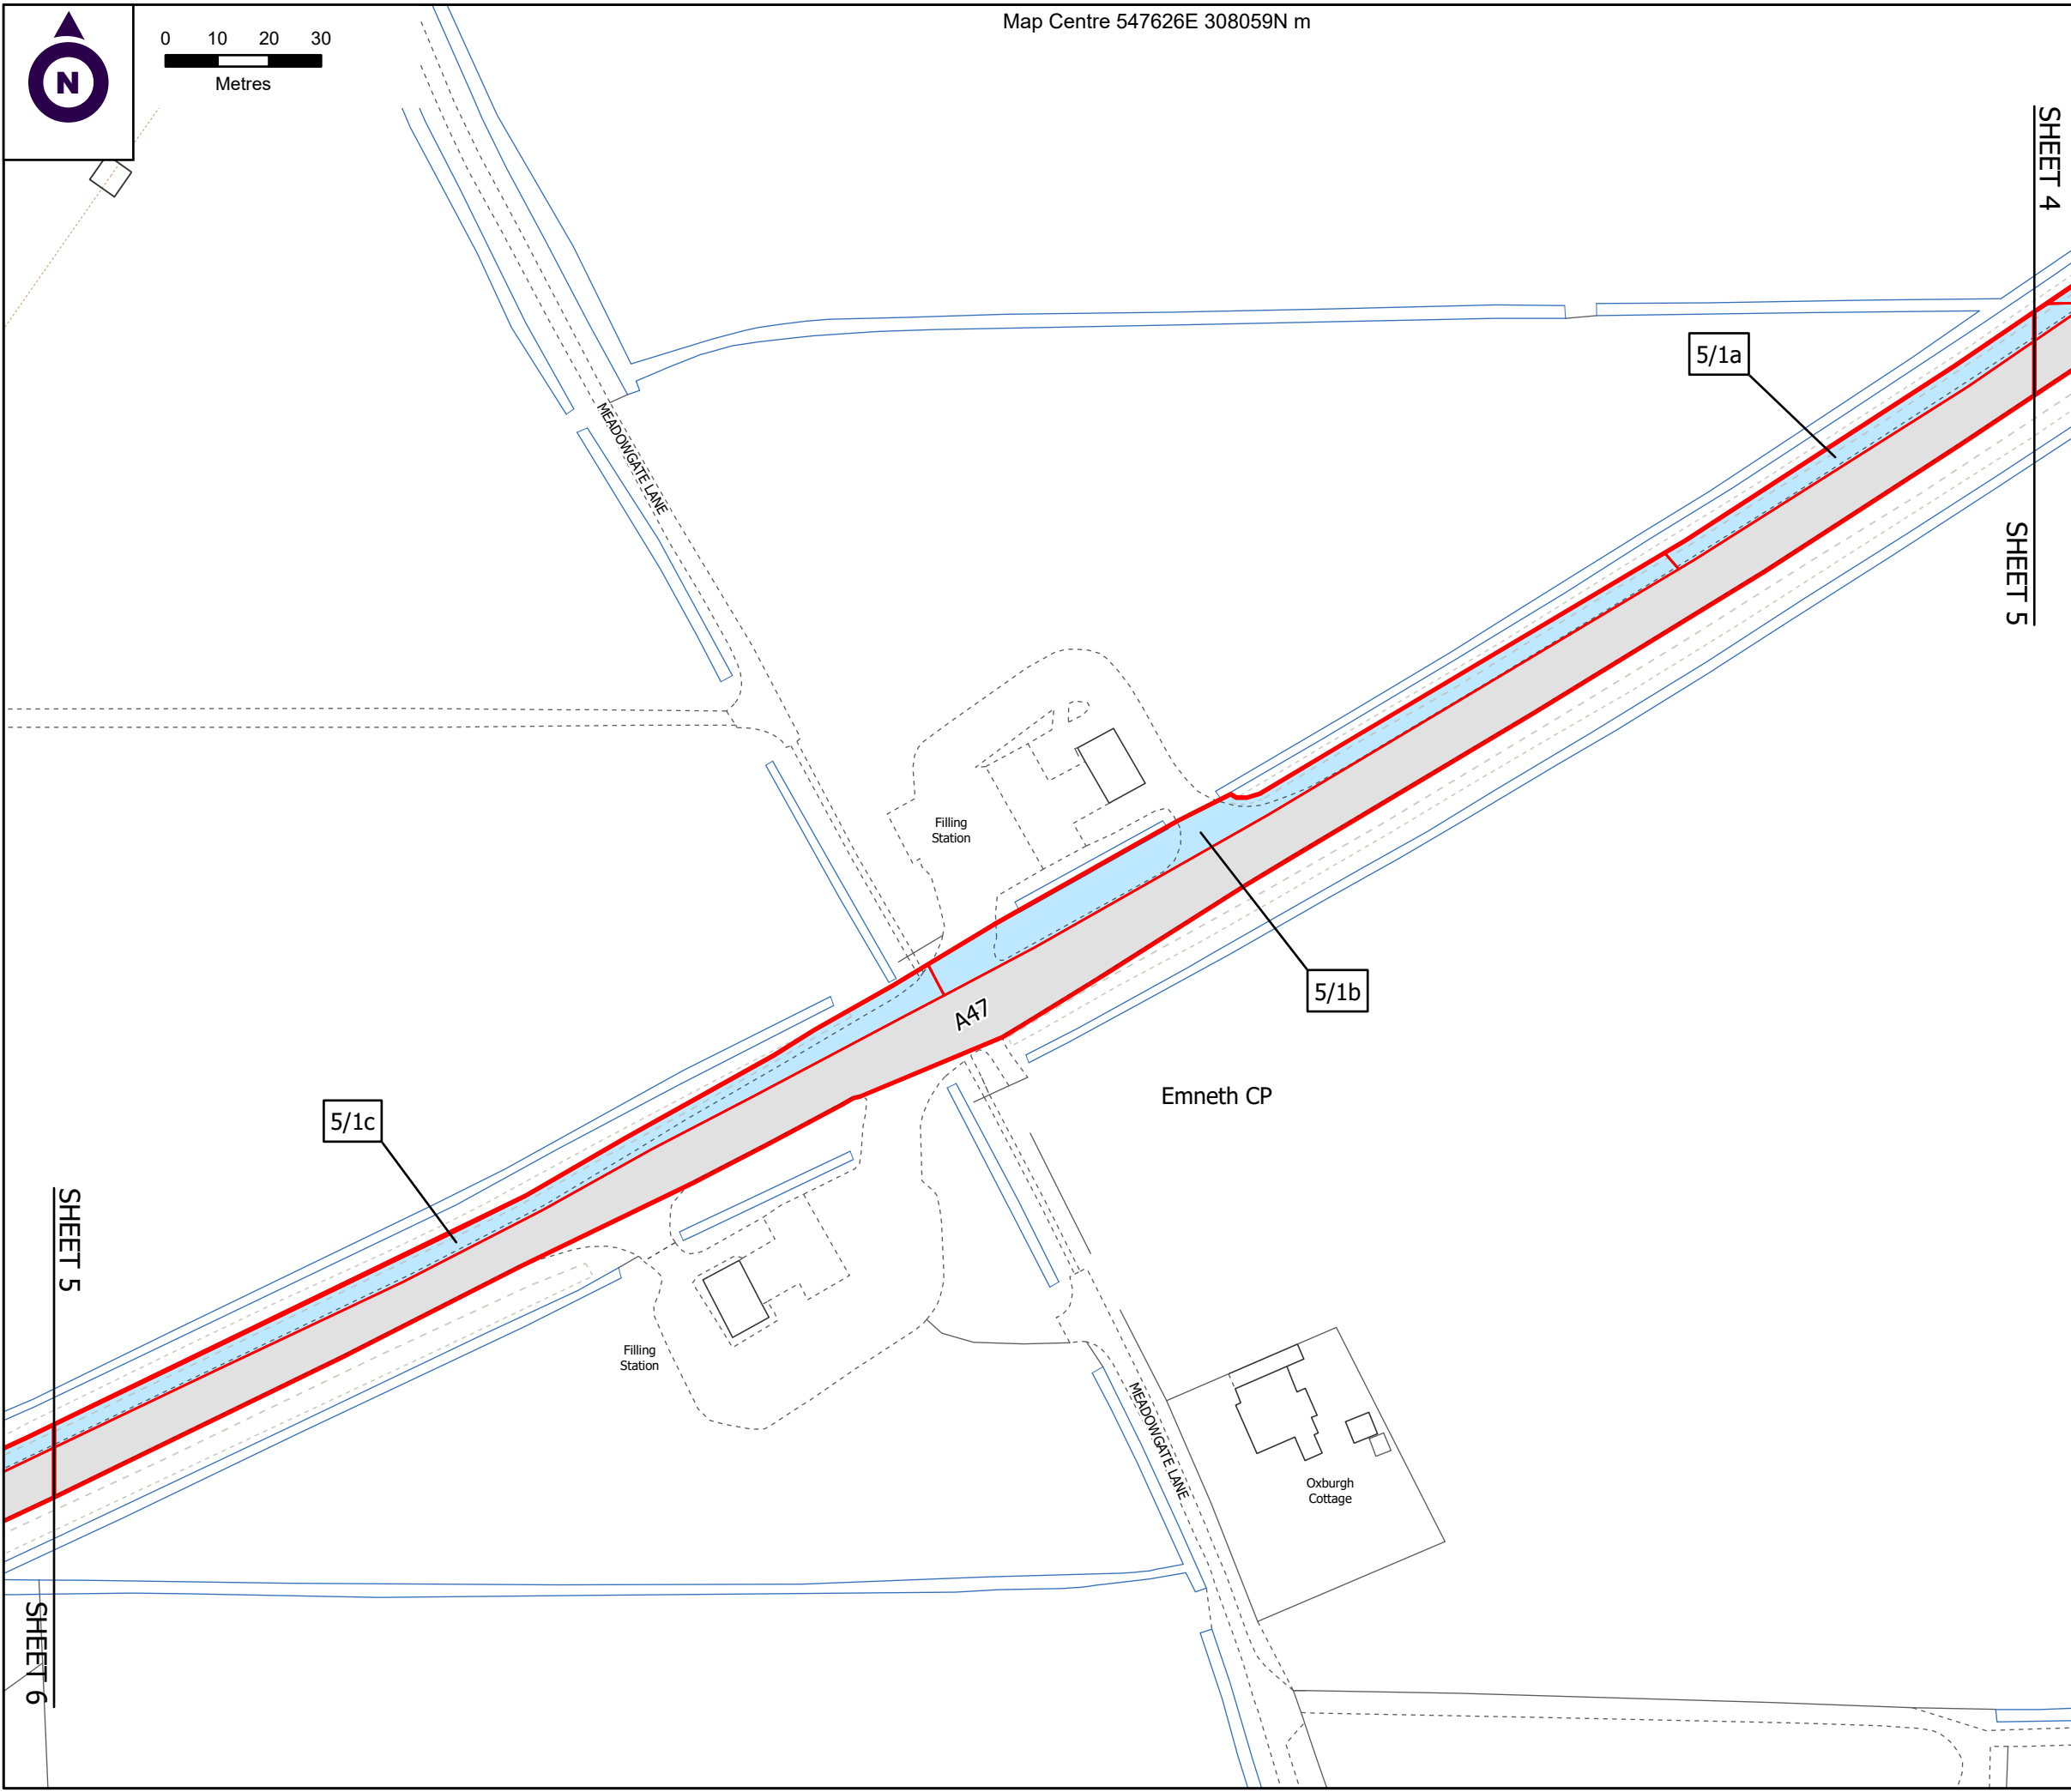 Map Centre 547626E 308059N m
N
0 10 20 30
Metres
SHEET 4
SHEET 5
5/1a
MEADOWGATE LANE
Filling
Station
5/1b
A47
Emneth CP
5/1c
SHEET 5
SHEET 6
Filling
Station
MEADOWGATE LANE
Oxburgh
Cottage